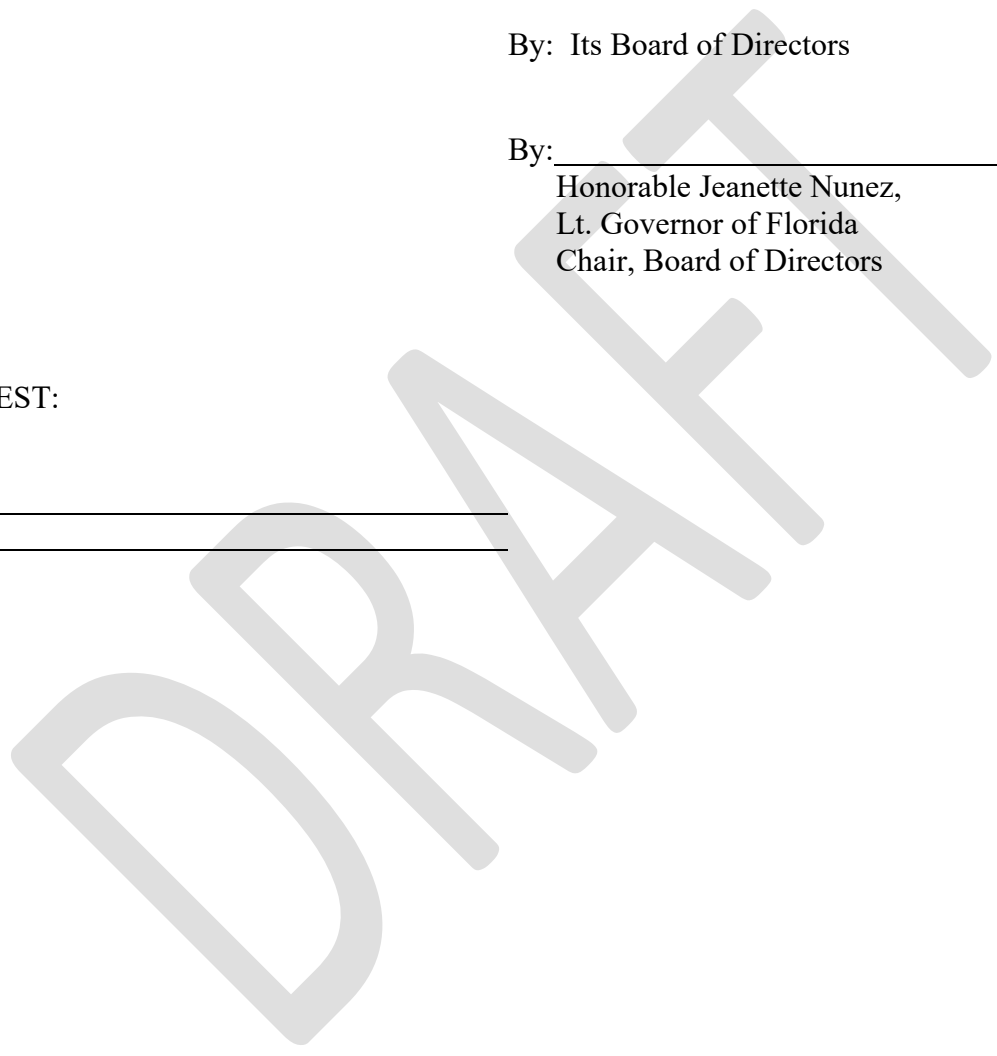 By: Its Board of Directors
By:
Honorable Jeanette Nunez,
Lt. Governor of Florida
Chair, Board of Directors
EST:
DRAFT